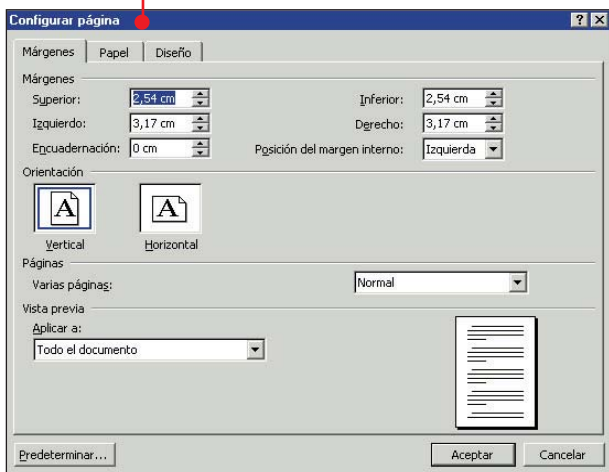 Configurar página
Márgenes Papel Diseño
Márgenes
Superior: 2,54 cm Inferior: 2,54 cm
Izquierdo: 3,17 cm Derecho: 3,17 cm
Encuadernación: 0 cm Posición del margen interno: Izquierda
Orientación
A A
Vertical Horizontal
Páginas
Varias páginas: Normal
Vista previa
Aplicar a:
Todo el documento
Predeterminar... Aceptar Cancelar